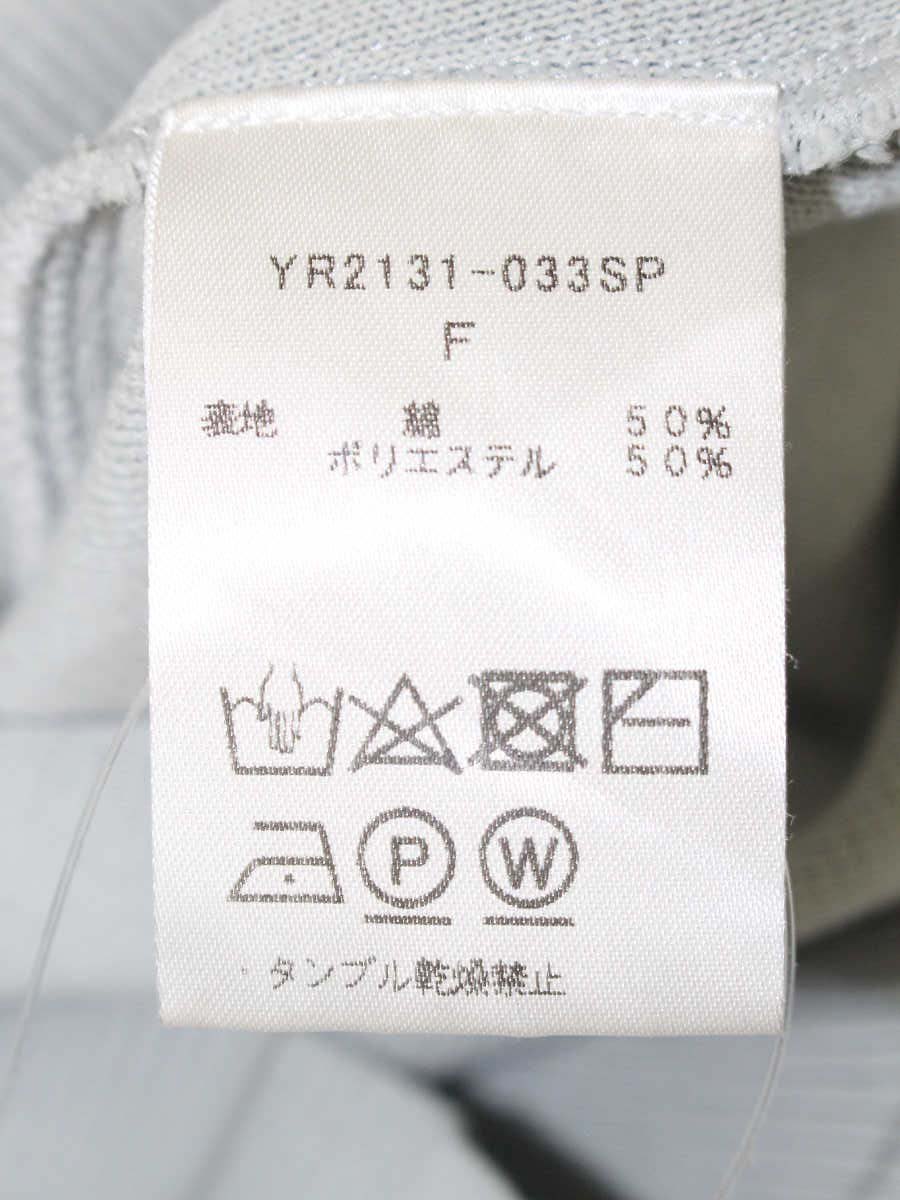 YR2131-033SP
F
表地 綿 50%
ポリエステル 50%
P W
・タンブル乾燥禁止